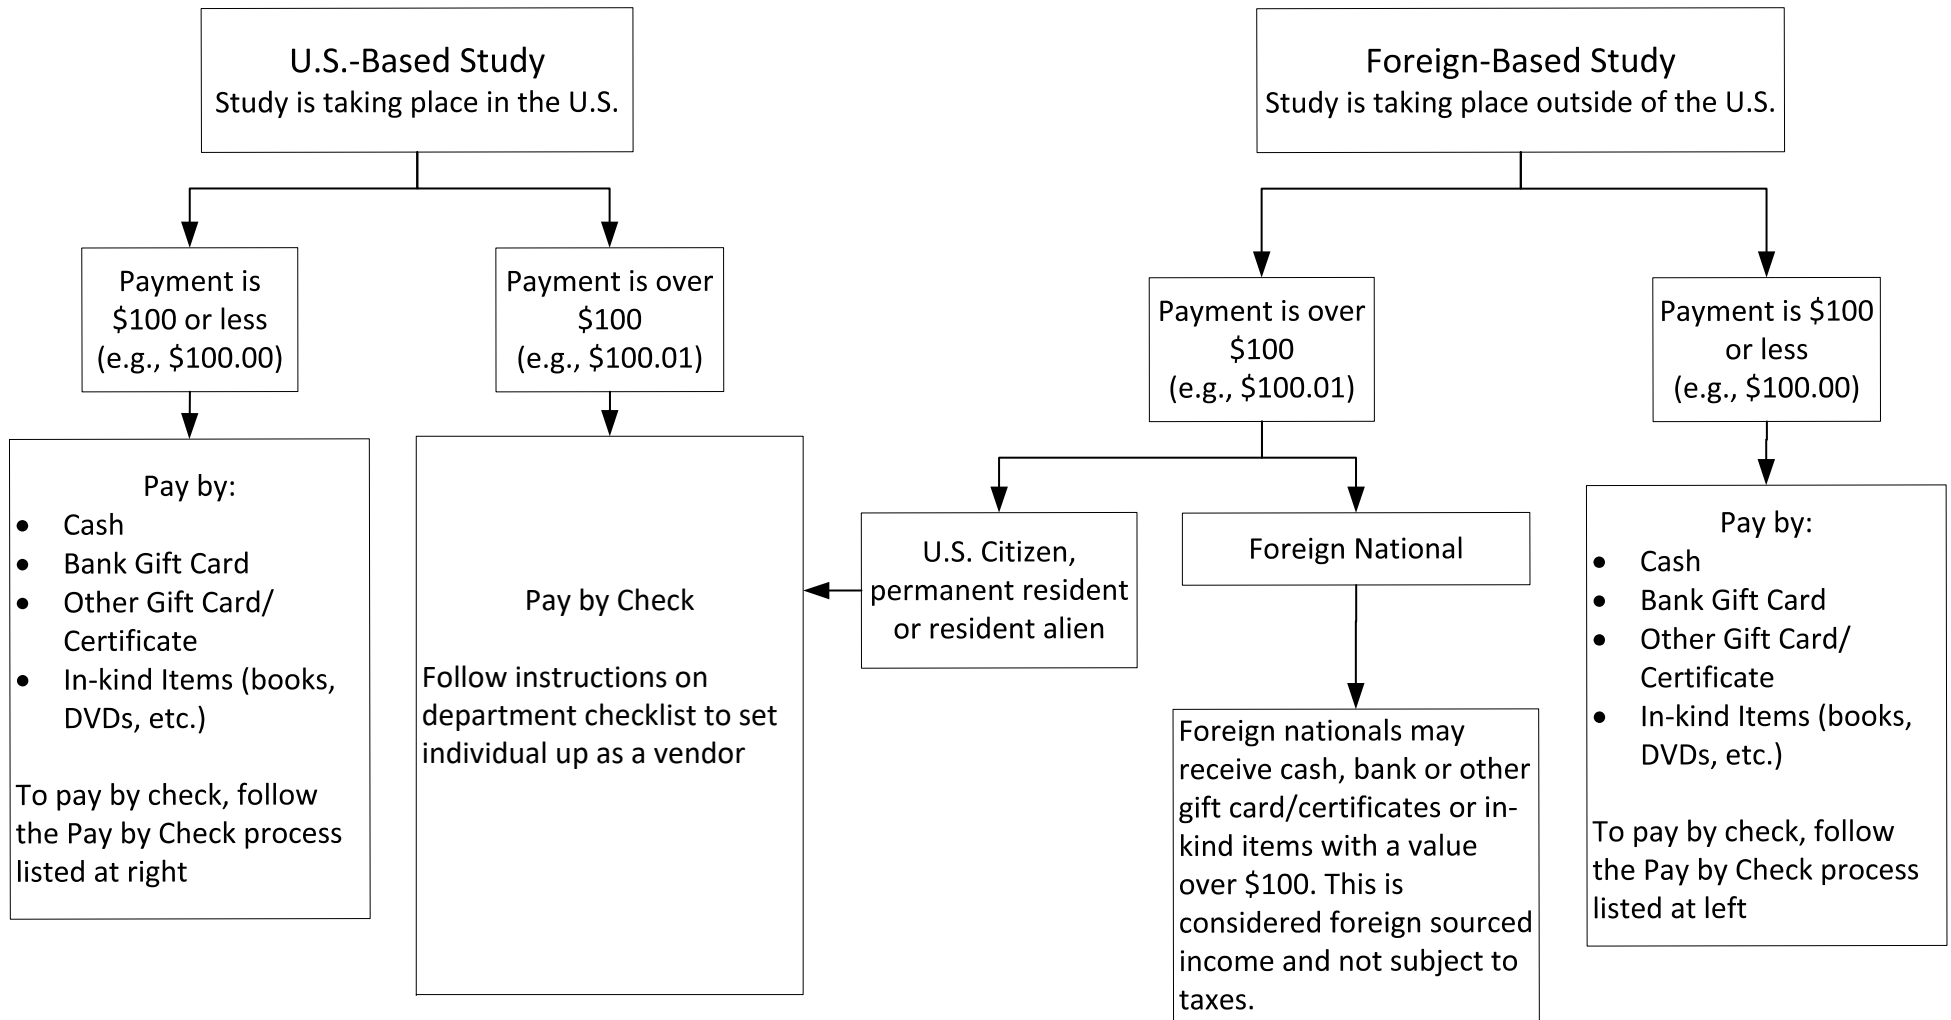 U.S.-Based Study
Study is taking place in the U.S.
Foreign-Based Study
Study is taking place outside of the U.S.
Payment is
$100 or less
(e.g., $100.00)
Payment is over
$100
(e.g., $100.01)
Payment is over
$100
(e.g., $100.01)
Payment is $100
or less
(e.g., $100.00)
Pay by:
• Cash
• Bank Gift Card
• Other Gift Card/
Certificate
• In-kind Items (books,
DVDs, etc.)
To pay by check, follow
the Pay by Check process
listed at right
Pay by Check
Follow instructions on
department checklist to set
individual up as a vendor
U.S. Citizen,
permanent resident
or resident alien
Foreign National
Foreign nationals may
receive cash, bank or other
gift card/certificates or in-
kind items with a value
over $100. This is
considered foreign sourced
income and not subject to
taxes.
Pay by:
• Cash
• Bank Gift Card
• Other Gift Card/
Certificate
• In-kind Items (books,
DVDs, etc.)
To pay by check, follow
the Pay by Check process
listed at left